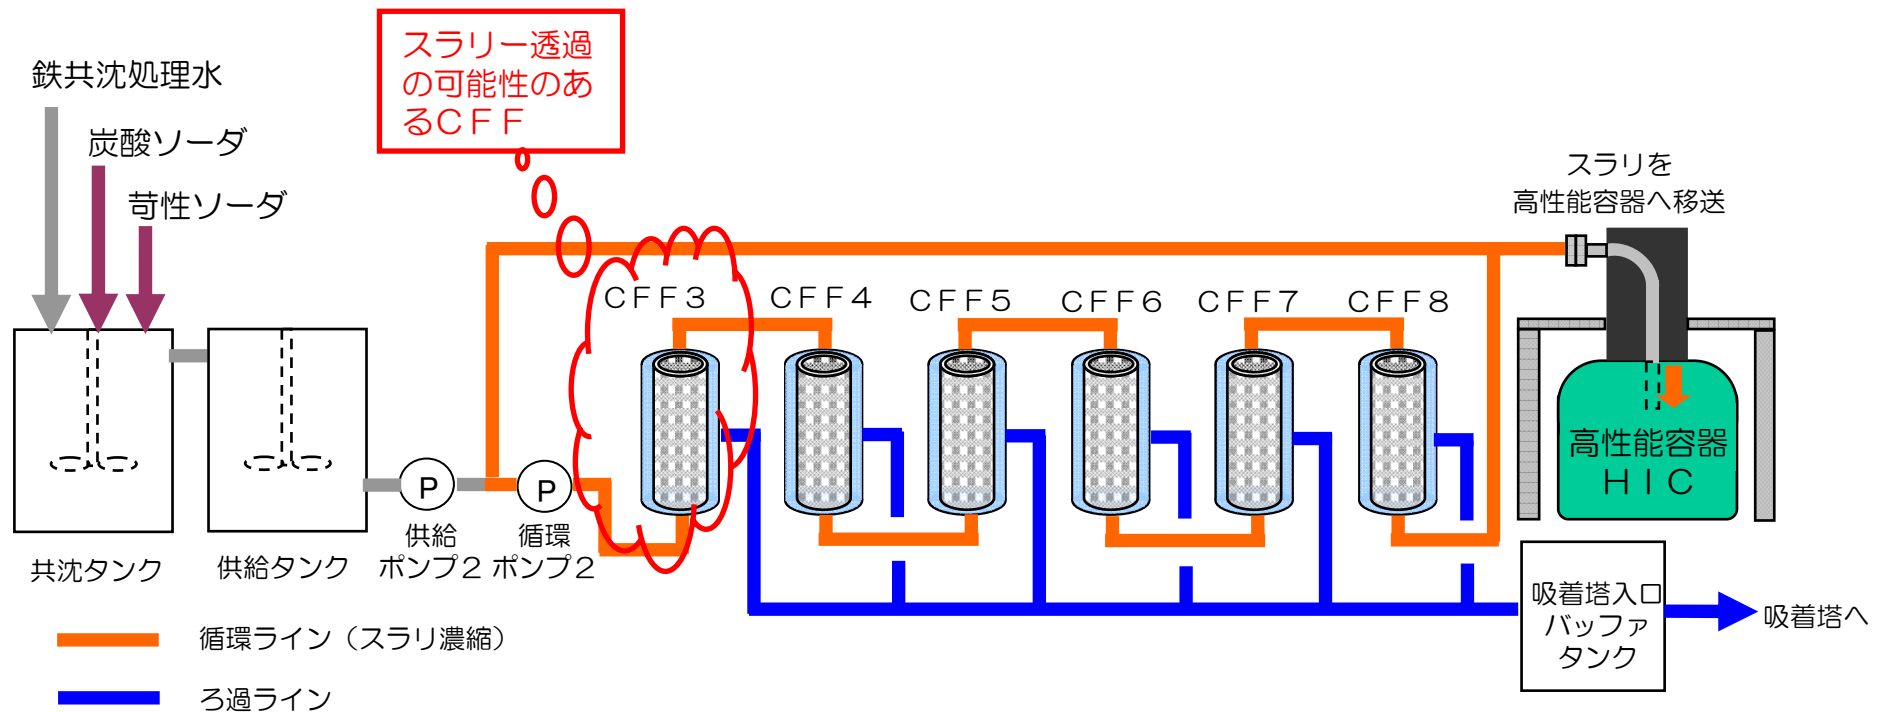 スラリー透過
の可能性のあ
るCFF
鉄共沈処理水
炭酸ソーダ
苛性ソーダ
スラリを
高性能容器へ移送
CFF3
CFF4
CFF5
CFF6
CFF7
CFF8
P
P
高性能容器
HIC
供給
ポンプ2
循環
ポンプ2
共沈タンク
供給タンク
吸着塔入口
バッファ
タンク
吸着塔へ
循環ライン（スラリ濃縮）
ろ過ライン